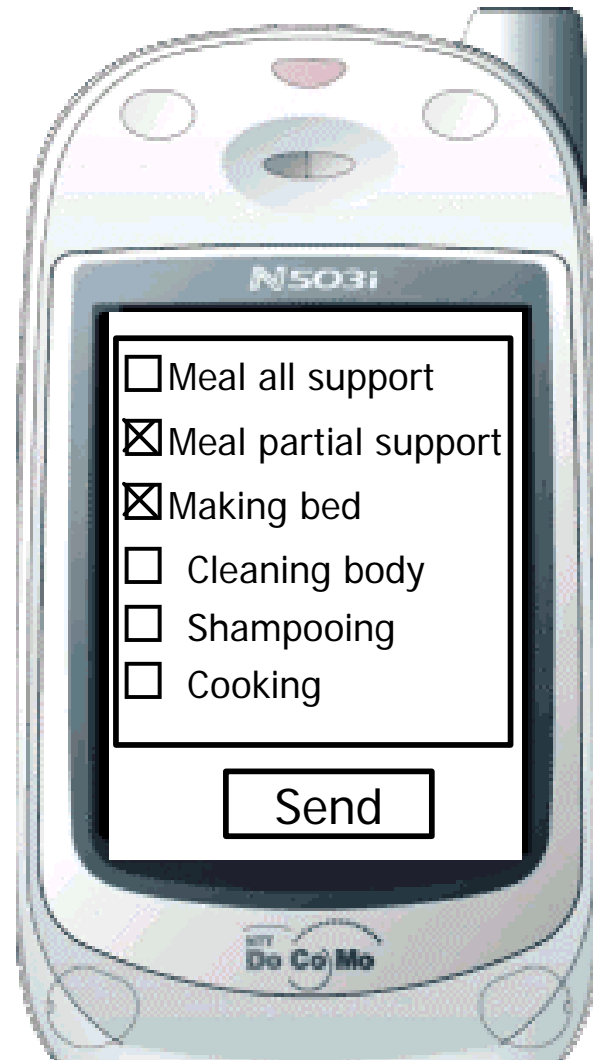 N503i
Meal all support
Meal partial support
Making bed
Cleaning body
Shampooing
Cooking
Send
NTT
DoCoMo